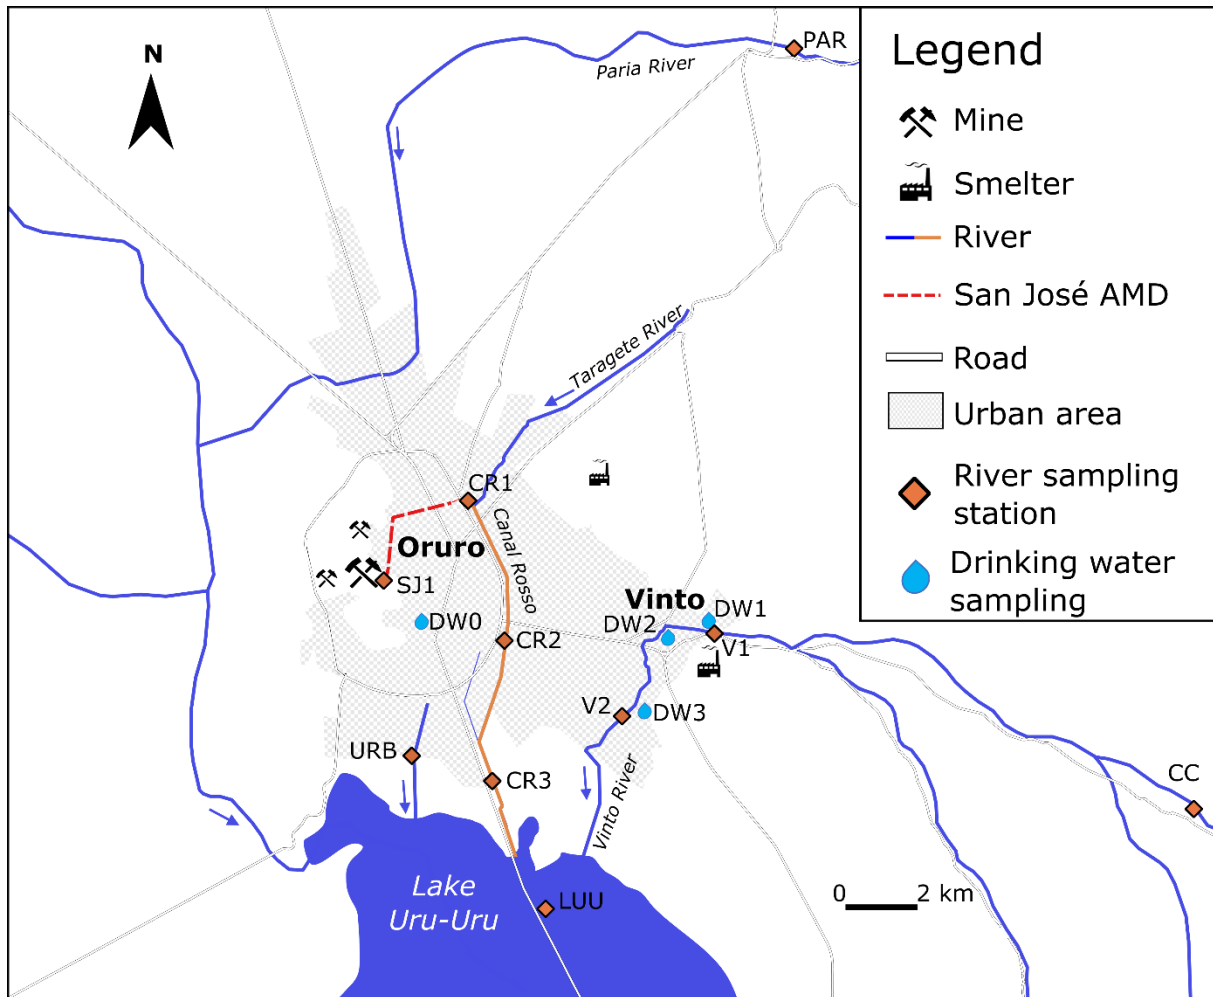 PAR
Paria River
N
Taragete River
CR1
Canal Rosso
Oruro
SJ1
DW0
CR2
Vinto
DW1
DW2
V1
V2
DW3
URB
CR3
Vinto River
CC
Lake
Uru-Uru
LUU
0 2 km
Legend
Mine
Smelter
River
San José AMD
Road
Urban area
River sampling
station
Drinking water
sampling